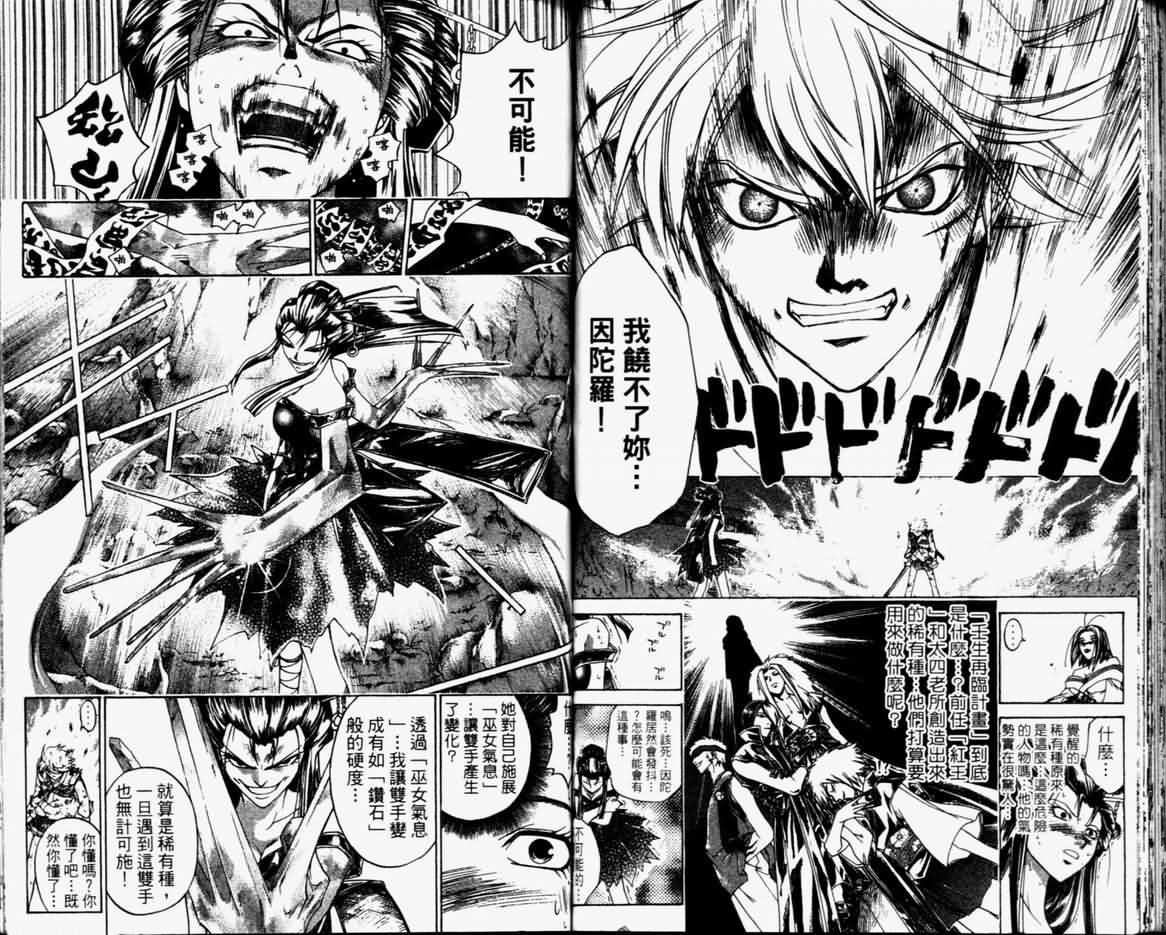 我饒不了妳…
因陀羅！
ドドドドドドド
…
什麼…
覺醒的
稀有種原來
是這麼…這麼危險
的人物嗎…他的氣
勢實在很驚人…
「壬生再臨計畫」到底
是什麼…？前任「紅王
」和太四老所創造出來
的稀有種…他們打算要
用來做什麼呢？
!?
嗚…該死…因陀
羅居然會發抖…
？怎麼可能會有
這種事…
不可能的…
不可能！
什麼…
她對自己施展
「巫女氣息」
…讓雙手產生
了變化？
透過「巫女氣息
」…我讓雙手變
成有如「鑽石」
般的硬度…
就算是稀有種
一旦遇到這雙手
也無計可施！
…
你懂嗎？你
懂了吧…既
然你懂了…